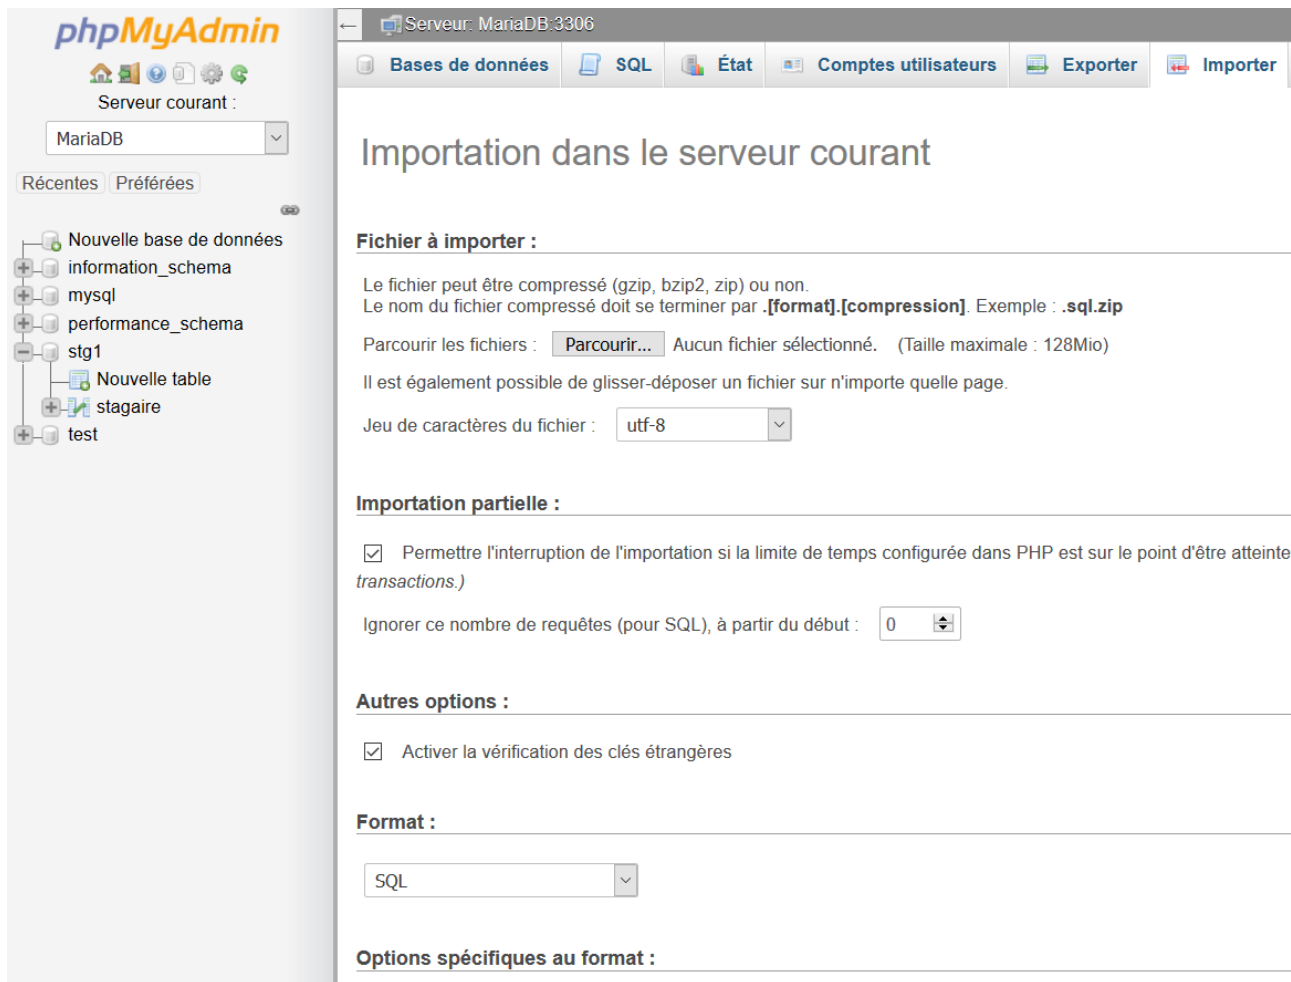 phpMyAdmin
Serveur courant :
MariaDB
Récentes Préférées
Nouvelle base de données
information_schema
mysql
performance_schema
stg1
Nouvelle table
stagaire
test
Serveur: MariaDB:3306
Bases de données SQL État Comptes utilisateurs Exporter Importer
Importation dans le serveur courant
Fichier à importer :
Le fichier peut être compressé (gzip, bzip2, zip) ou non.
Le nom du fichier compressé doit se terminer par .[format].[compression]. Exemple : .sql.zip
Parcourir les fichiers : Parcourir... Aucun fichier sélectionné. (Taille maximale : 128Mio)
Il est également possible de glisser-déposer un fichier sur n'importe quelle page.
Jeu de caractères du fichier : utf-8
Importation partielle :
Permettre l'interruption de l'importation si la limite de temps configurée dans PHP est sur le point d'être atteinte
transactions.)
Ignorer ce nombre de requêtes (pour SQL), à partir du début : 0
Autres options :
Activer la vérification des clés étrangères
Format :
SQL
Options spécifiques au format :